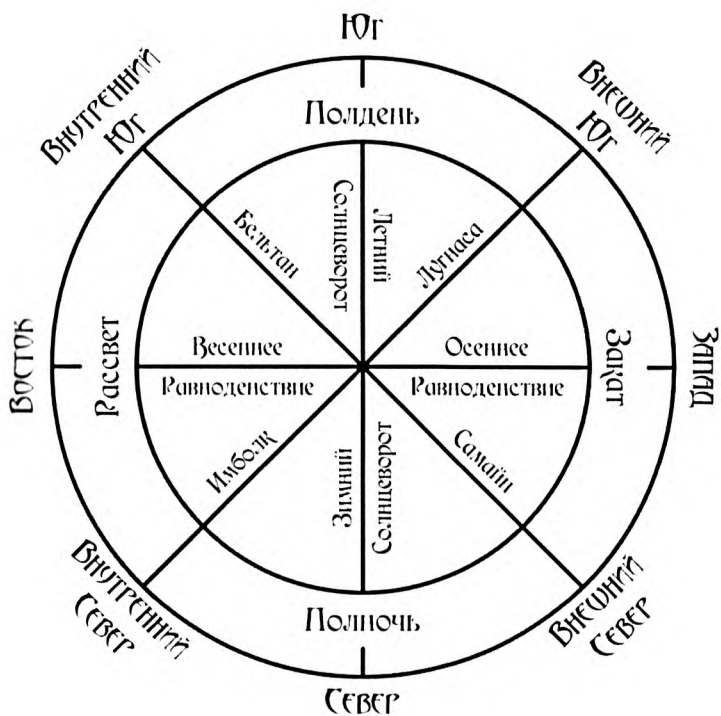 Юг
Внутренний
Юг
Внешний
Юг
Полдень
Бельтан
Солнцеворот
Летний
Лугнаса
Восток
Рассвет
Весеннее
Равноденствие
Осеннее
Равноденствие
Закат
Запад
Имболк
Зимний
Солнцеворот
Самайн
Внутренний
Север
Полночь
Внешний
Север
Север